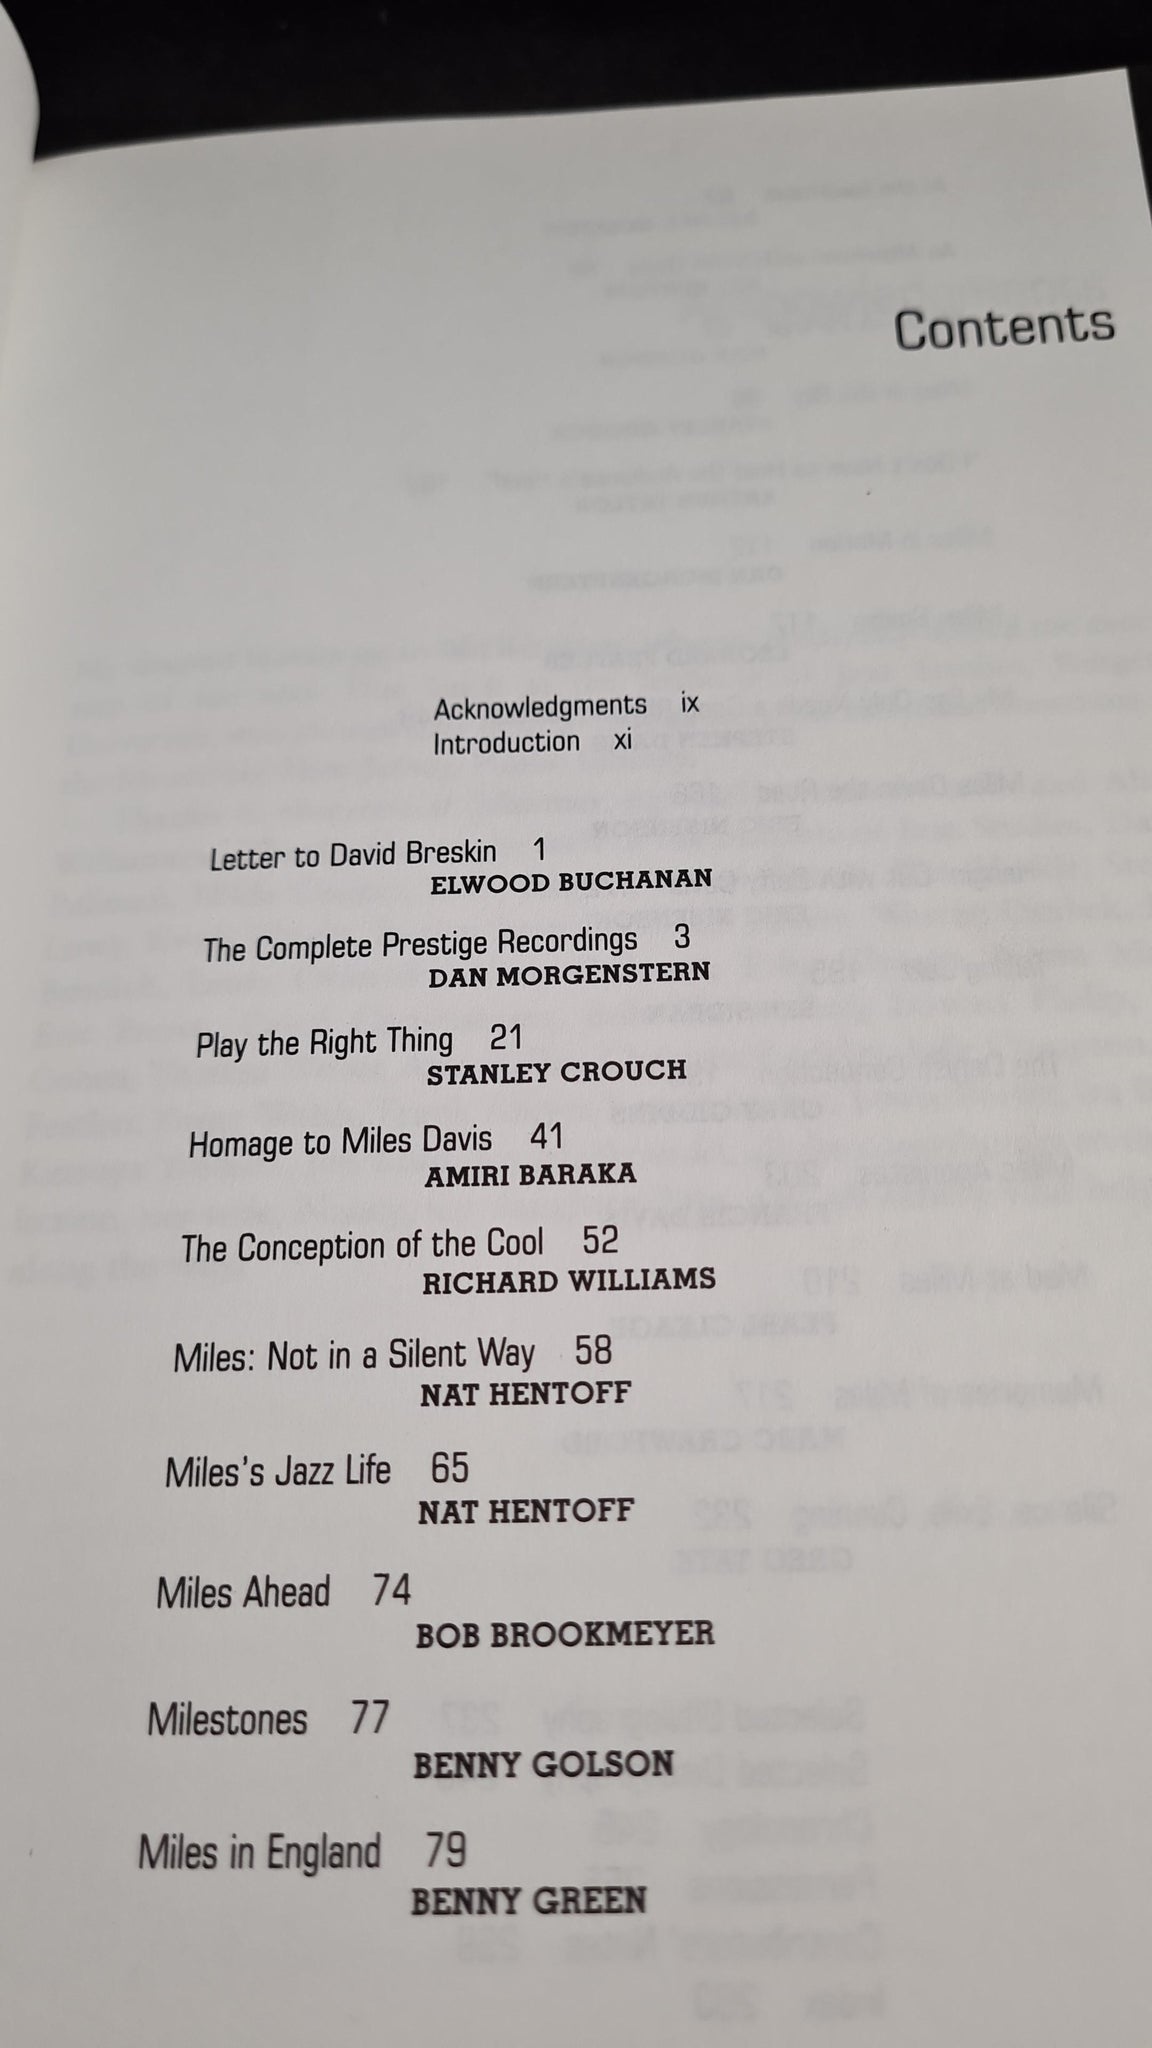 Contents
Acknowledgments ix
Introduction xi
Letter to David Breskin 1
ELWOOD BUCHANAN
The Complete Prestige Recordings 3
DAN MORGENSTERN
Play the Right Thing 21
STANLEY CROUCH
Homage to Miles Davis 41
AMIRI BARAKA
The Conception of the Cool 52
RICHARD WILLIAMS
Miles: Not in a Silent Way 58
NAT HENTOFF
Miles's Jazz Life 65
NAT HENTOFF
Miles Ahead 74
BOB BROOKMEYER
Milestones 77
BENNY GOLSON
Miles in England 79
BENNY GREEN